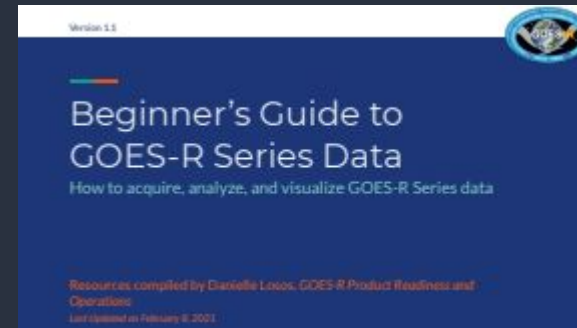 Version 1.1
GOES-R
Beginner's Guide to
GOES-R Series Data
How to acquire, analyze, and visualize GOES-R Series data
Resources compiled by Danielle Losos, GOES-R Product Readiness and
Operations
Last Updated on February 8, 2021